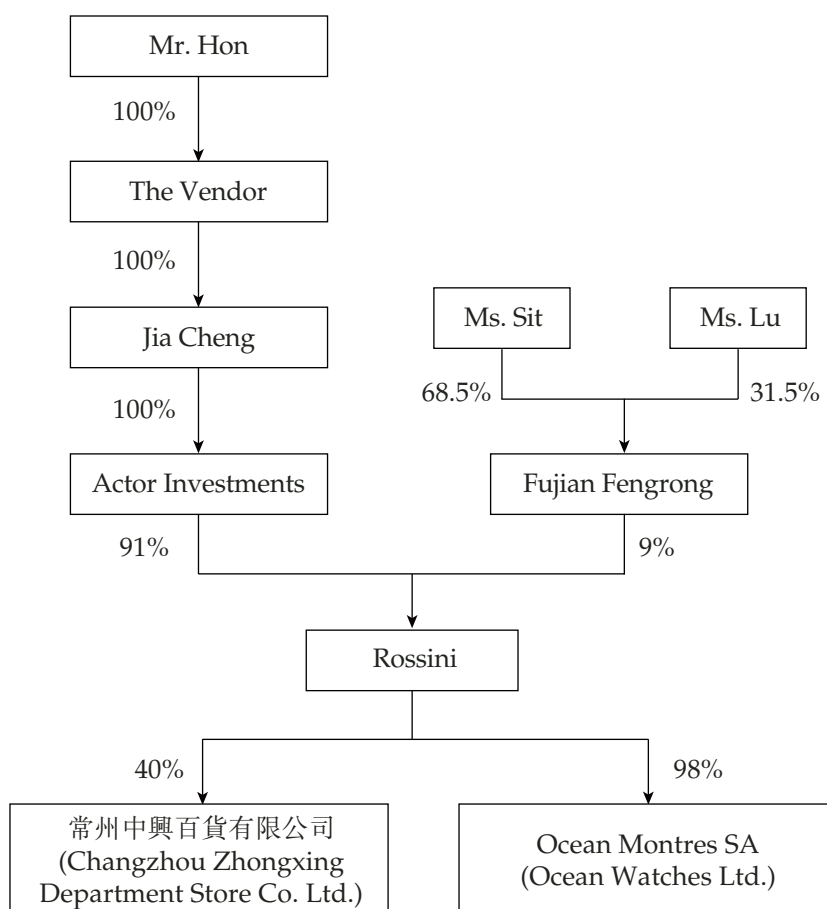 Mr. Hon
100%
The Vendor
100%
Jia Cheng
Ms. Sit
Ms. Lu
100%
68.5%
31.5%
Actor Investments
Fujian Fengrong
91%
9%
Rossini
40%
98%
常州中興百貨有限公司
(Changzhou Zhongxing
Department Store Co. Ltd.)
Ocean Montres SA
(Ocean Watches Ltd.)